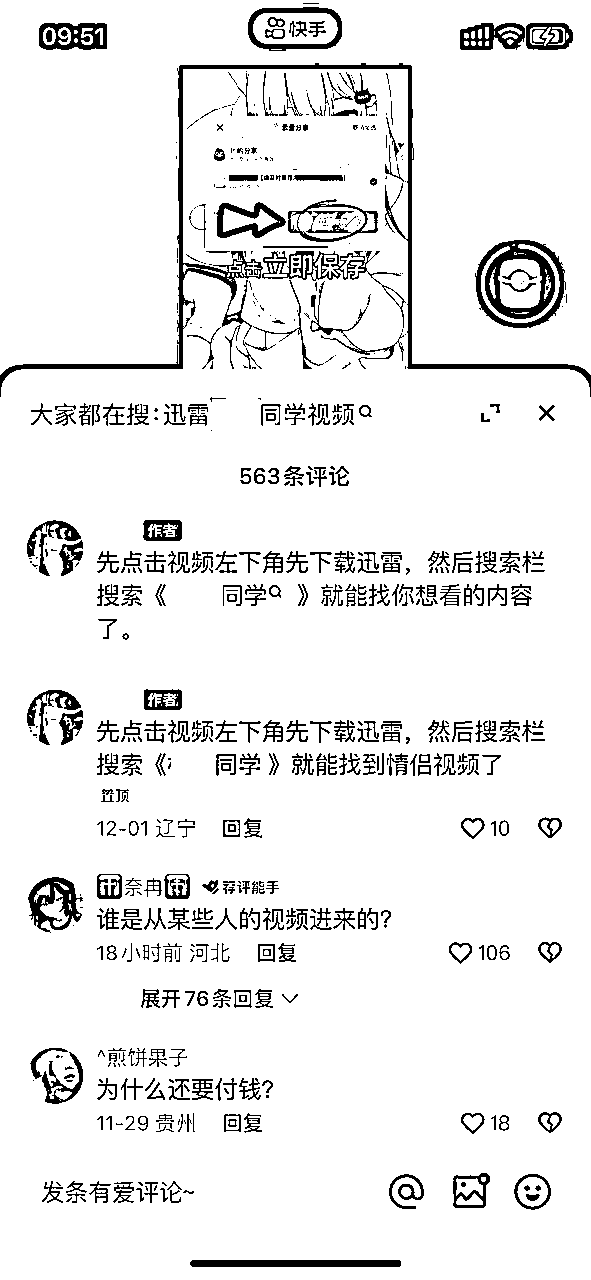 09:51
快手
批量分享
的分享
点击立即保存
大家都在搜：迅雷 同学视频
563条评论
作者
先点击视频左下角先下载迅雷，然后搜索栏
搜索《 同学 》就能找你想看的内容
了。
作者
先点击视频左下角先下载迅雷，然后搜索栏
搜索《 同学 》就能找到情侣视频了
置顶
12-01 辽宁 回复
10
奈冉 荐评能手
谁是从某些人的视频进来的？
18小时前 河北 回复
106
展开76条回复
^煎饼果子
为什么还要付钱？
11-29 贵州 回复
18
发条有爱评论~